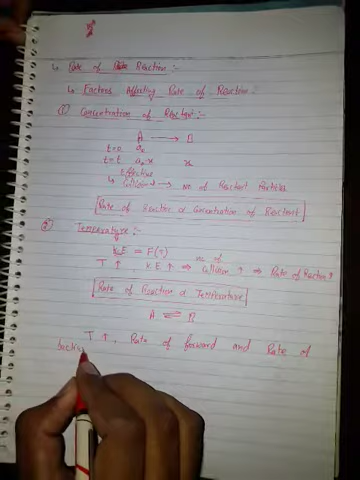 ↳ Rate of Reaction :-
↳ Factors Affecting Rate of Reaction :-
① Concentration of Reactant :-
A ⟶ B
t=0 a₀
t=t a₀-x x
Effective
↳ Collision ⟶ no of Reactant Particles
Rate of Reaction ∝ Concentration of Reactant
② Temperature :-
K.E = F(T)
no of
T ↑, K.E ↑ ⇒ Collision ↑ ⇒ Rate of Reaction ↑
Rate of Reaction ∝ Temperature
A ⇌ B
T ↑, Rate of forward and Rate of